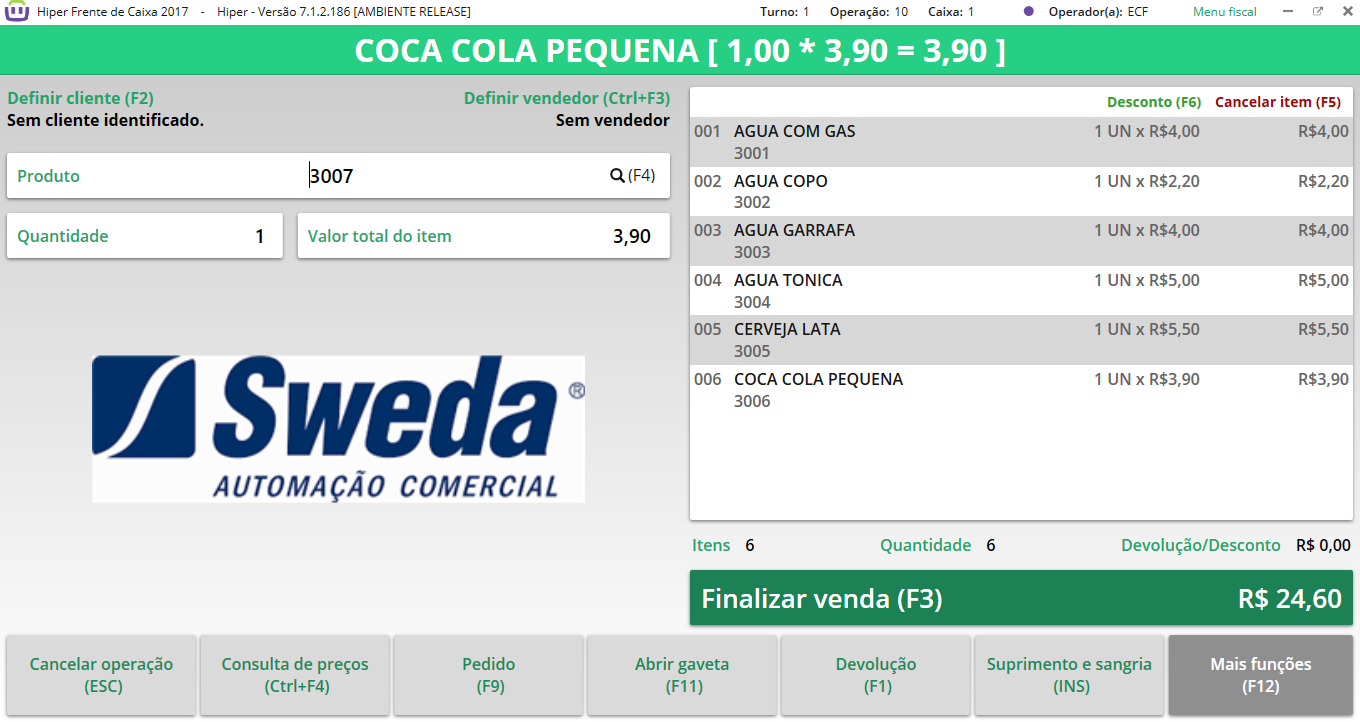 Hiper Frente de Caixa 2017 - Hiper - Versão 7.1.2.186 [AMBIENTE RELEASE] Turno: 1 Operação: 10 Caixa: 1 Operador(a): ECF Menu fiscal
COCA COLA PEQUENA [ 1,00 * 3,90 = 3,90 ]
Definir cliente (F2) Definir vendedor (Ctrl+F3)
Sem cliente identificado. Sem vendedor
Produto 3007 (F4)
Quantidade 1 Valor total do item 3,90
Sweda ®
AUTOMAÇÃO COMERCIAL
Desconto (F6) Cancelar item (F5)
001 AGUA COM GAS 1 UN x R$4,00 R$4,00
3001
002 AGUA COPO 1 UN x R$2,20 R$2,20
3002
003 AGUA GARRAFA 1 UN x R$4,00 R$4,00
3003
004 AGUA TONICA 1 UN x R$5,00 R$5,00
3004
005 CERVEJA LATA 1 UN x R$5,50 R$5,50
3005
006 COCA COLA PEQUENA 1 UN x R$3,90 R$3,90
3006
Itens 6 Quantidade 6 Devolução/Desconto R$ 0,00
Finalizar venda (F3) R$ 24,60
Cancelar operação Consulta de preços Pedido Abrir gaveta Devolução Suprimento e sangria Mais funções
(ESC) (Ctrl+F4) (F9) (F11) (F1) (INS) (F12)